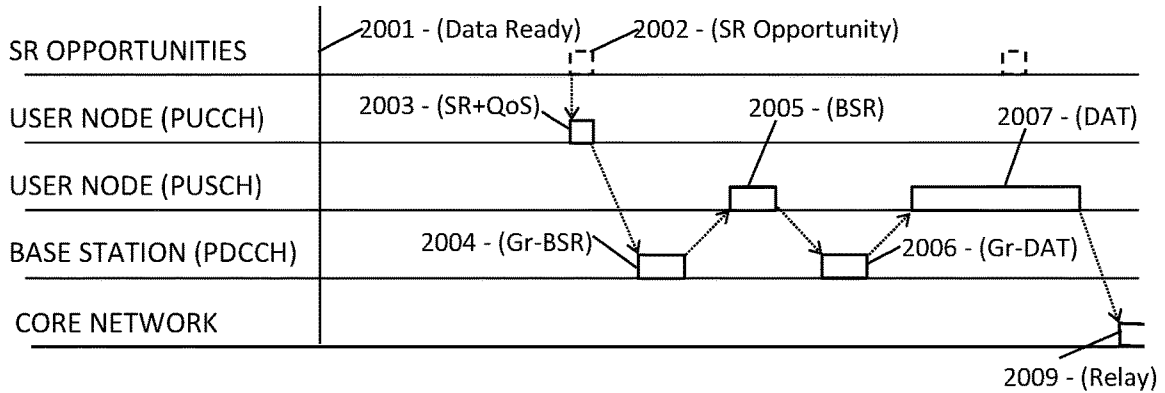 2001 - (Data Ready)
2002 - (SR Opportunity)
SR OPPORTUNITIES
2003 - (SR+QoS)
2005 - (BSR)
2007 - (DAT)
USER NODE (PUCCH)
USER NODE (PUSCH)
2004 - (Gr-BSR)
2006 - (Gr-DAT)
BASE STATION (PDCCH)
CORE NETWORK
2009 - (Relay)